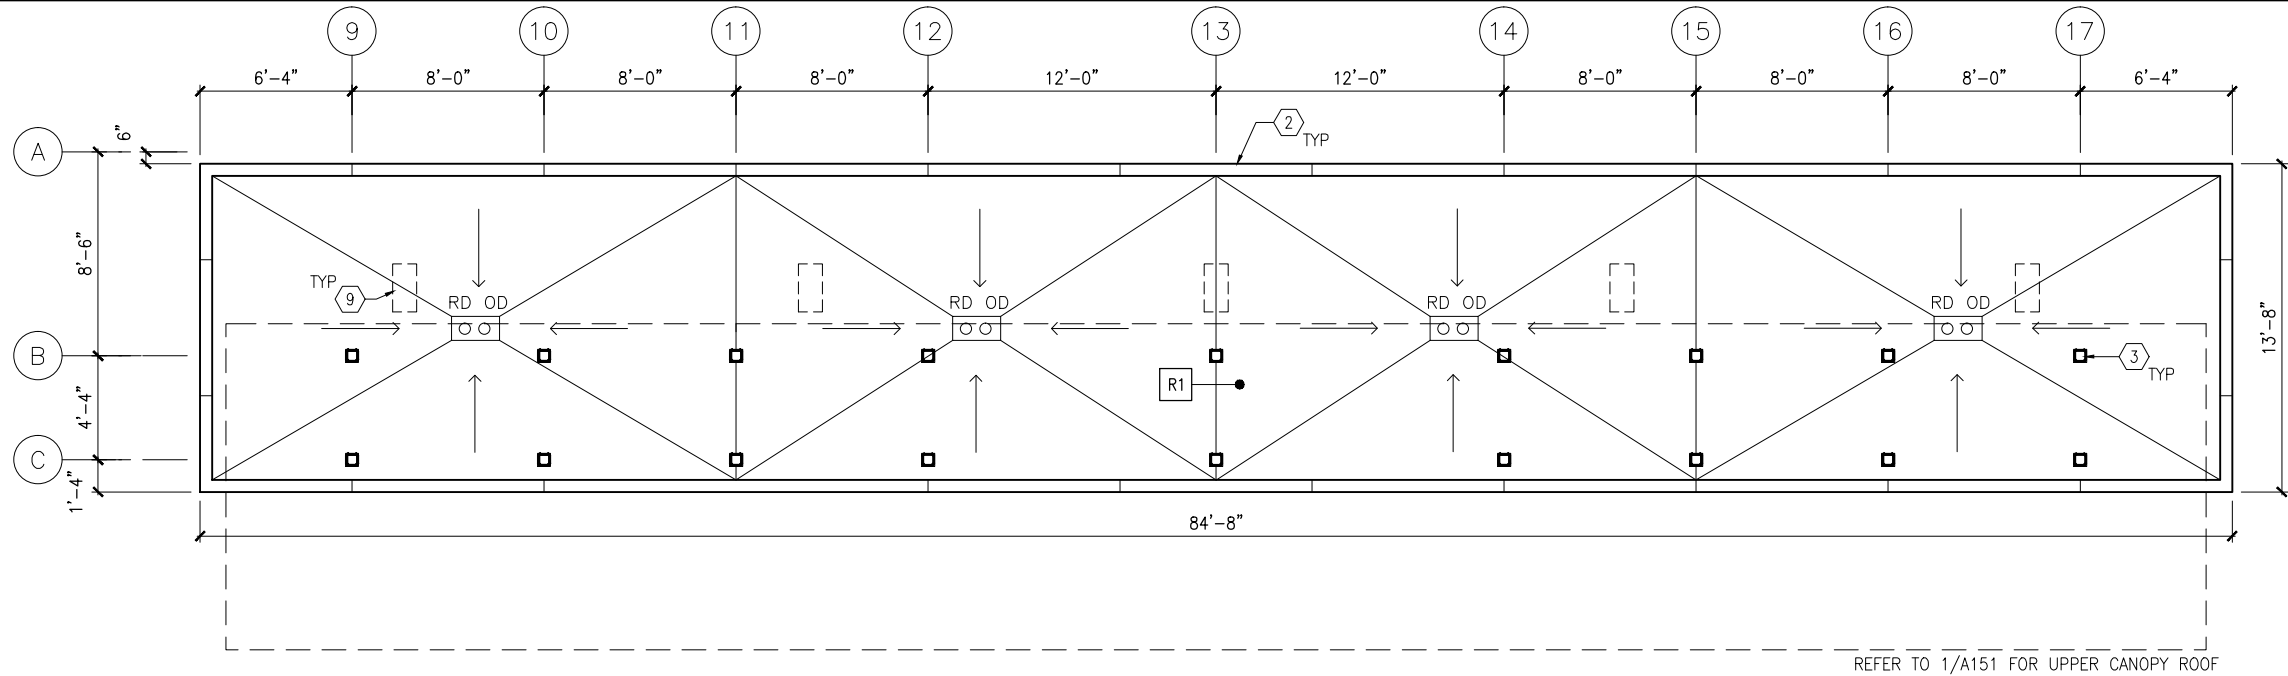 9 10 11 12 13 14 15 16 17
6'-4" 8'-0" 8'-0" 8'-0" 12'-0" 12'-0" 8'-0" 8'-0" 8'-0" 6'-4"
2
TYP
A
6"
8'-6"
TYP
9
RD OD
RD OD
RD OD
RD OD
13'-8"
B
3
TYP
R1
4'-4"
C
1'-4"
84'-8"
REFER TO 1/A151 FOR UPPER CANOPY ROOF